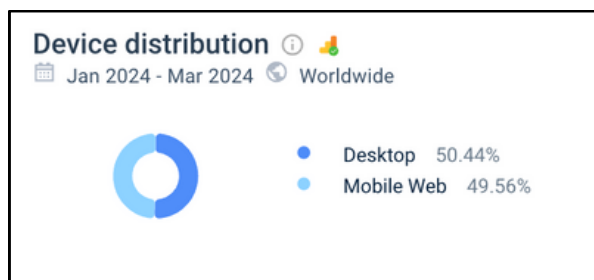 Device distribution
Jan 2024 - Mar 2024 Worldwide
Desktop 50.44%
Mobile Web 49.56%